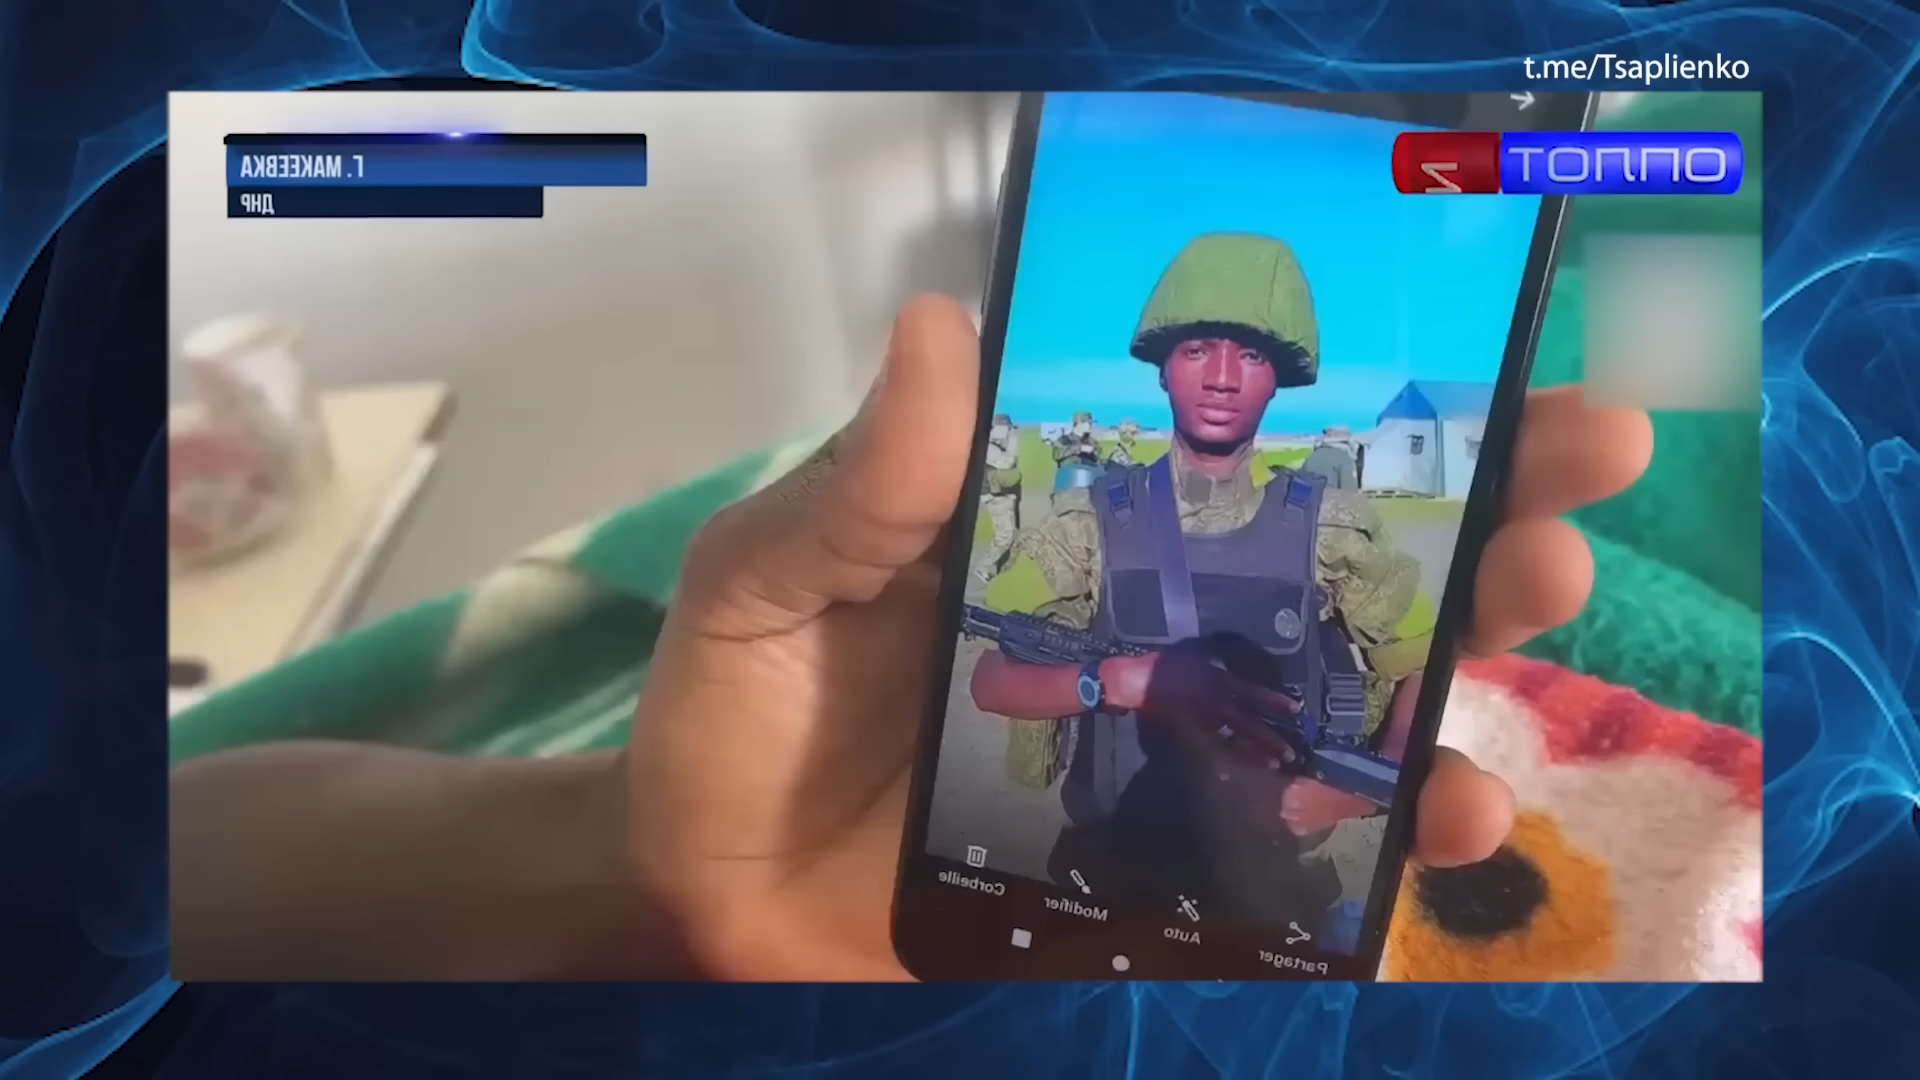 t.me/Tsaplienko
Г. МАКЕЕВКА
ДНР
ОПЛОТ
Corbeille
Modifier
Auto
Partager